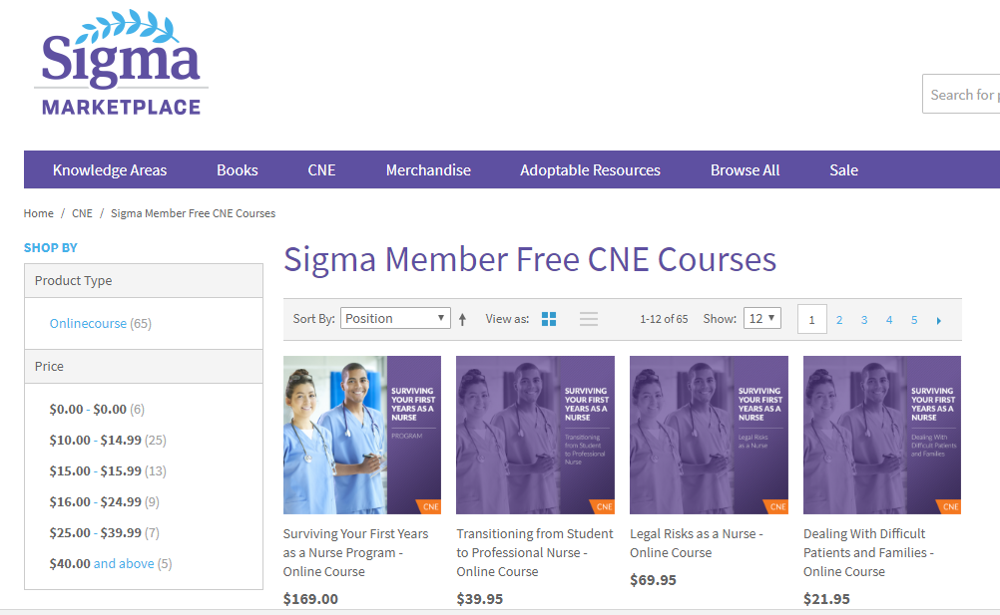 Sigma
MARKETPLACE
Search for
Knowledge Areas Books CNE Merchandise Adoptable Resources Browse All Sale
Home / CNE / Sigma Member Free CNE Courses
SHOP BY
Product Type
Onlinecourse (65)
Price
$0.00 - $0.00 (6)
$10.00 - $14.99 (25)
$15.00 - $15.99 (13)
$16.00 - $24.99 (9)
$25.00 - $39.99 (7)
$40.00 and above (5)
Sigma Member Free CNE Courses
Sort By: Position View as: 1-12 of 65 Show: 12 1 2 3 4 5
SURVIVING
YOUR FIRST
YEARS AS A
NURSE
PROGRAM
CNE
Surviving Your First Years
as a Nurse Program -
Online Course
$169.00
SURVIVING
YOUR FIRST
YEARS AS A
NURSE
Transitioning
from Student
to Professional
Nurse
CNE
Transitioning from Student
to Professional Nurse -
Online Course
$39.95
SURVIVING
YOUR FIRST
YEARS AS A
NURSE
Legal Risks
as a Nurse
CNE
Legal Risks as a Nurse -
Online Course
$69.95
SURVIVING
YOUR FIRST
YEARS AS A
NURSE
Dealing With
Difficult Patients
and Families
CNE
Dealing With Difficult
Patients and Families -
Online Course
$21.95